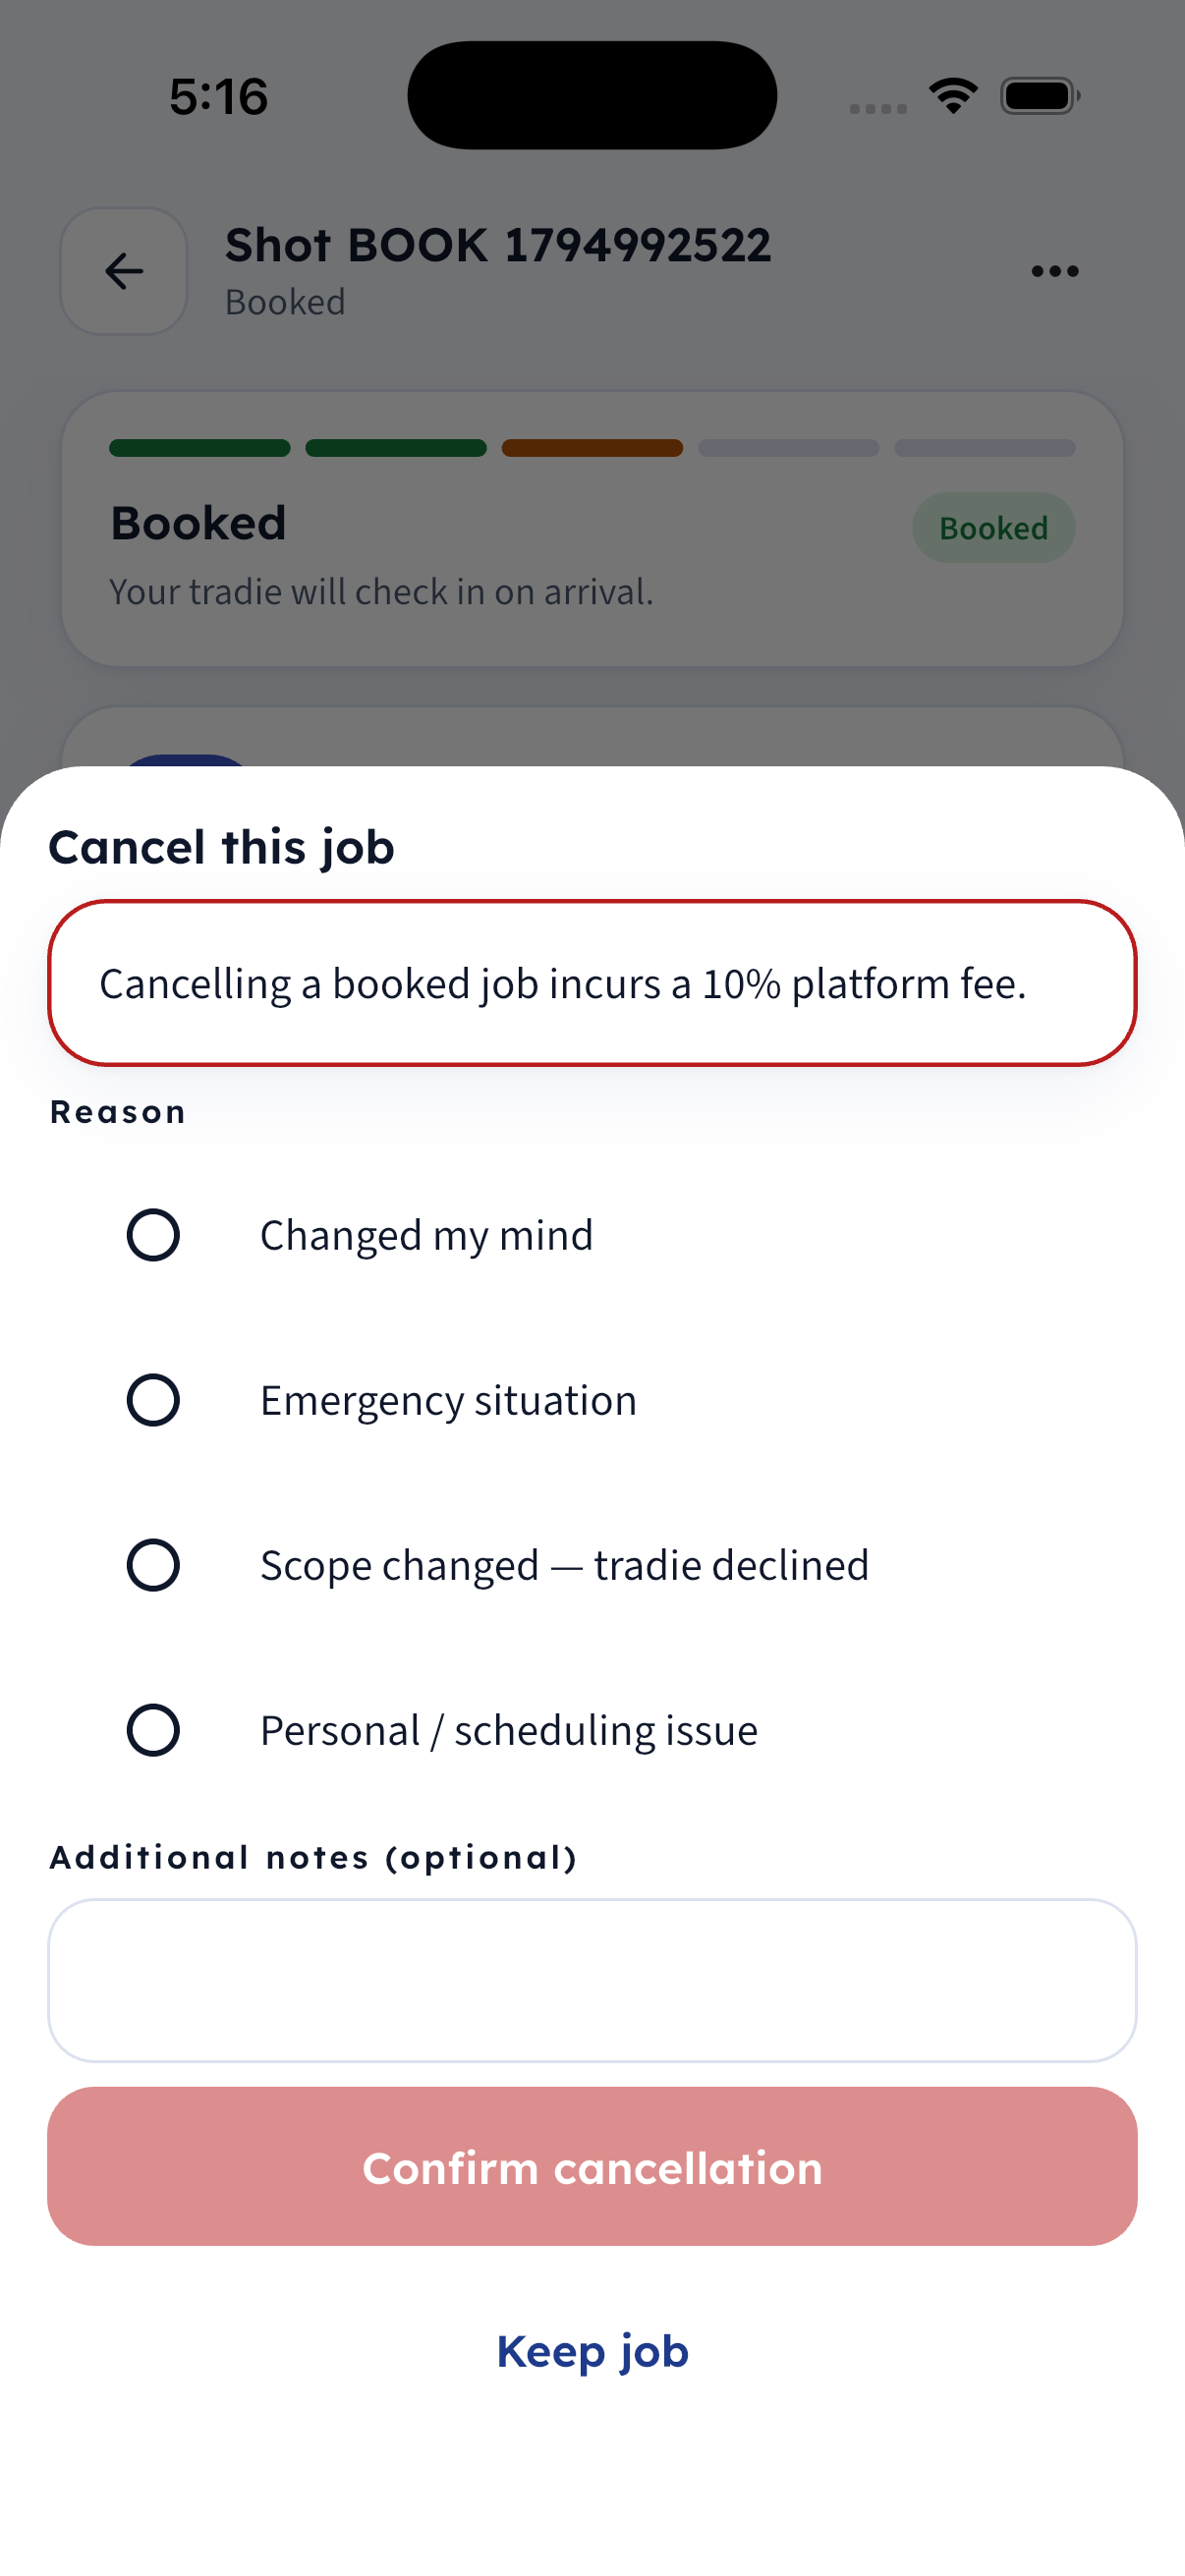 5:16
Shot BOOK 1794992522
Booked
Booked
Booked
Your tradie will check in on arrival.
Cancel this job
Cancelling a booked job incurs a 10% platform fee.
Reason
Changed my mind
Emergency situation
Scope changed — tradie declined
Personal / scheduling issue
Additional notes (optional)
Confirm cancellation
Keep job